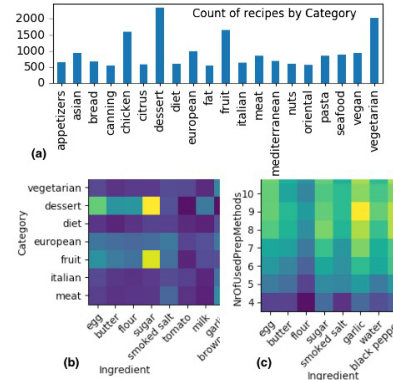 Count of recipes by Category
2000
1500
1000
500
0
appetizers
asian
bread
canning
chicken
citrus
dessert
diet
european
fat
fruit
italian
meat
mediterranean
nuts
oriental
pasta
seafood
vegan
vegetarian
(a)
Category
vegetarian
dessert
diet
european
fruit
italian
meat
egg
butter
flour
sugar
smoked salt
tomato
milk
garl
brown
(b)
Ingredient
NrOfUsedPrepMethods
10
9
8
7
6
5
4
egg
butter
flour
sugar
smoked salt
garlic
water
black peppe
(c)
Ingredient